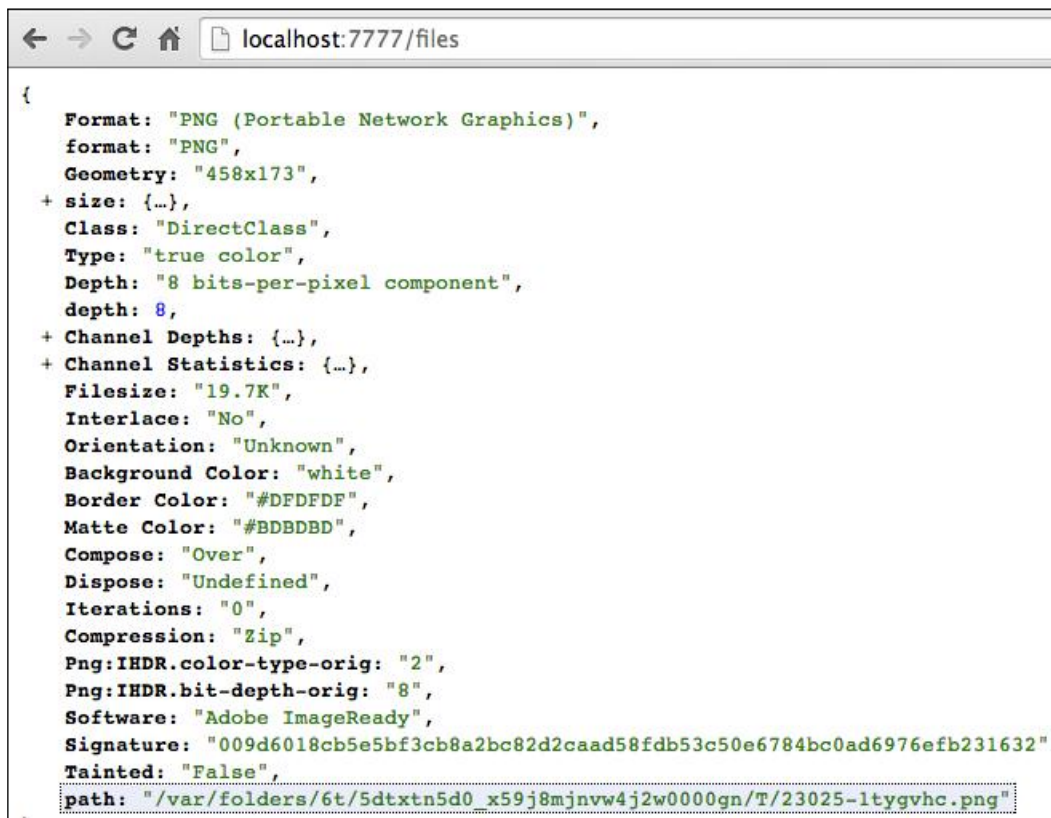 localhost:7777/files
{
Format: "PNG (Portable Network Graphics)",
format: "PNG",
Geometry: "458x173",
+ size: {…},
Class: "DirectClass",
Type: "true color",
Depth: "8 bits-per-pixel component",
depth: 8,
+ Channel Depths: {…},
+ Channel Statistics: {…},
Filesize: "19.7K",
Interlace: "No",
Orientation: "Unknown",
Background Color: "white",
Border Color: "#DFDFDF",
Matte Color: "#BDBDBD",
Compose: "Over",
Dispose: "Undefined",
Iterations: "0",
Compression: "Zip",
Png:IHDR.color-type-orig: "2",
Png:IHDR.bit-depth-orig: "8",
Software: "Adobe ImageReady",
Signature: "009d6018cb5e5bf3cb8a2bc82d2caad58fdb53c50e6784bc0ad6976efb231632"
Tainted: "False",
path: "/var/folders/6t/5dtxtn5d0_x59j8mjnvw4j2w0000gn/T/23025-1tygvhc.png"